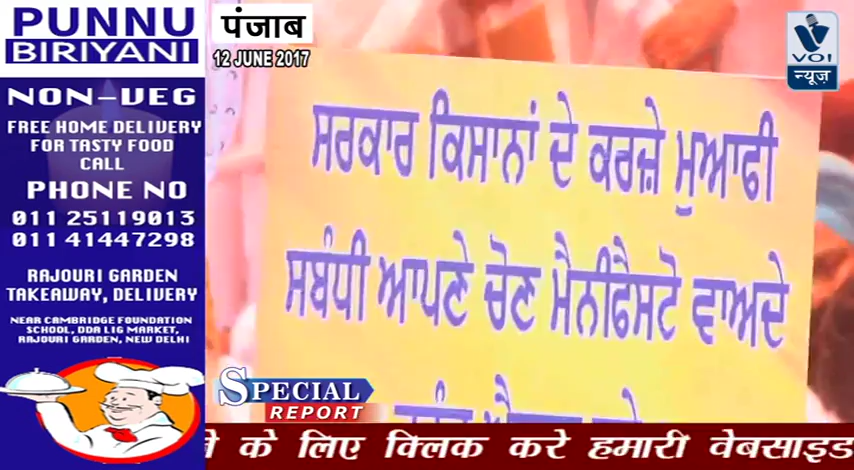 PUNNU
BIRIYANI
NON-VEG
FREE HOME DELIVERY
FOR TASTY FOOD
CALL
PHONE NO
011 25119013
011 41447298
RAJOURI GARDEN
TAKEAWAY, DELIVERY
NEAR CAMBRIDGE FOUNDATION
SCHOOL, DDA LIG MARKET,
RAJOURI GARDEN, NEW DELHI
पंजाब
12 JUNE 2017
VOI
न्यूज़
ਸਰਕਾਰ ਕਿਸਾਨਾਂ ਦੇ ਕਰਜ਼ੇ ਮੁਆਫੀ
ਸਬੰਧੀ ਆਪਣੇ ਚੋਣ ਮੈਨੀਫੈਸਟੋ ਵਾਅਦੇ
SPECIAL
REPORT
के लिए क्लिक करे हमारी वेबसाइड